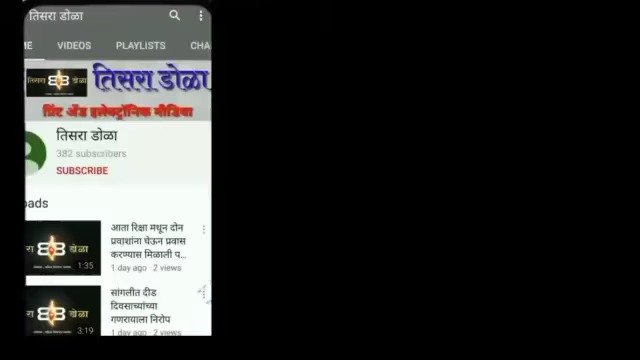 तिसरा डोळा
ME VIDEOS PLAYLISTS CHA
तिसरा डोळा तिसरा डोळा
प्रिंट अँड इलेक्ट्रॉनिक मीडिया
तिसरा डोळा
382 subscribers
SUBSCRIBE
oads
आता रिक्षा मधून दोन
प्रवाशांना घेऊन प्रवास
करण्यास मिळाली प...
रा डोळा
1:35
1 day ago · 2 views
सांगलीत दीड
दिवसाच्यांच्या
गणरायाला निरोप
रा डोळा
3:19
1 day ago · 2 views